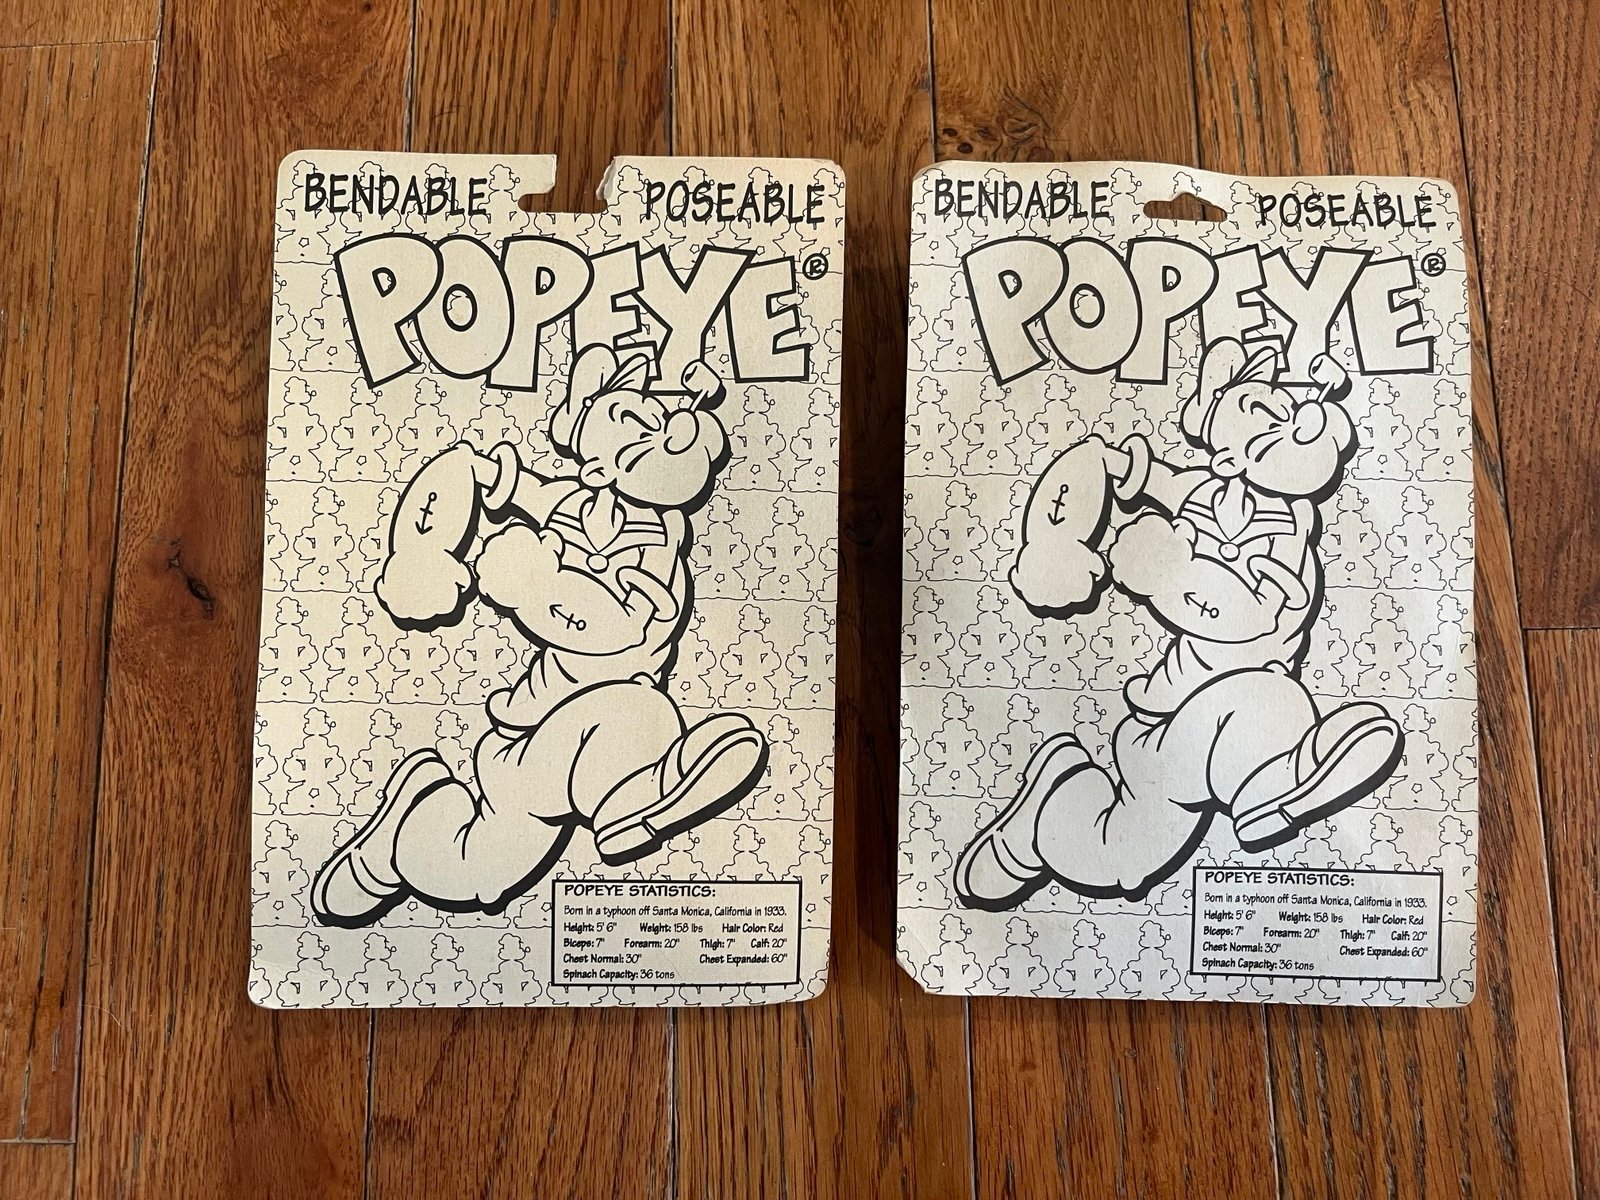 BENDABLE POSEABLE
POPEYE®
POPEYE STATISTICS:
Born in a typhoon off Santa Monica, California in 1933.
Height: 5' 6" Weight: 158 lbs Hair Color: Red
Biceps: 7" Forearm: 20" Thigh: 7" Calf: 20"
Chest Normal: 30" Chest Expanded: 60"
Spinach Capacity: 36 tons
BENDABLE POSEABLE
POPEYE®
POPEYE STATISTICS:
Born in a typhoon off Santa Monica, California in 1933.
Height: 5' 6" Weight: 158 lbs Hair Color: Red
Biceps: 7" Forearm: 20" Thigh: 7" Calf: 20"
Chest Normal: 30" Chest Expanded: 60"
Spinach Capacity: 36 tons